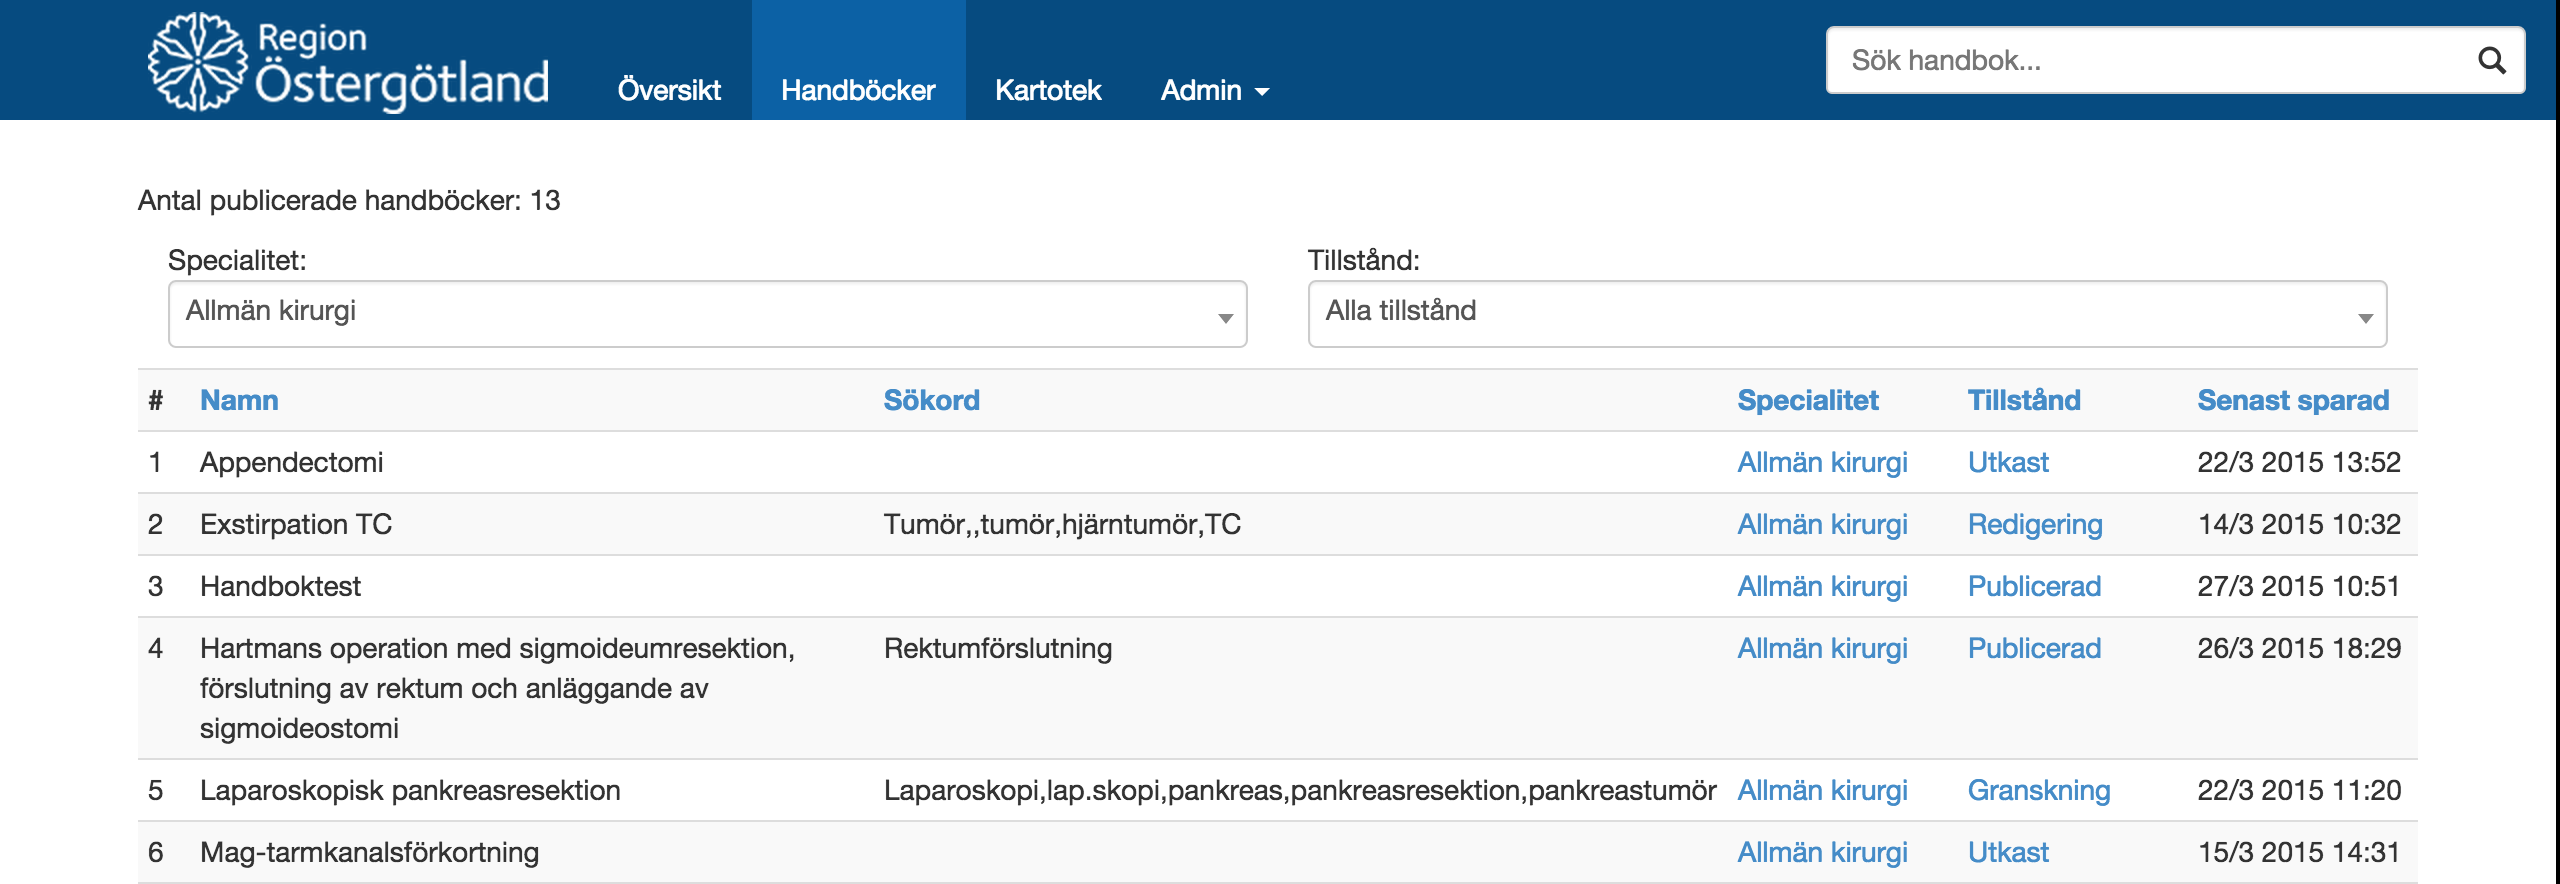 Region
Östergötland
Översikt Handböcker Kartotek Admin
Sök handbok...
Antal publicerade handböcker: 13
Specialitet: Tillstånd:
Allmän kirurgi Alla tillstånd
# Namn Sökord Specialitet Tillstånd Senast sparad
1 Appendectomi Allmän kirurgi Utkast 22/3 2015 13:52
2 Exstirpation TC Tumör,,tumör,hjärntumör,TC Allmän kirurgi Redigering 14/3 2015 10:32
3 Handboktest Allmän kirurgi Publicerad 27/3 2015 10:51
4 Hartmans operation med sigmoideumresektion, Rektumförslutning Allmän kirurgi Publicerad 26/3 2015 18:29
förslutning av rektum och anläggande av
sigmoideostomi
5 Laparoskopisk pankreasresektion Laparoskopi,lap.skopi,pankreas,pankreasresektion,pankreastumör Allmän kirurgi Granskning 22/3 2015 11:20
6 Mag-tarmkanalsförkortning Allmän kirurgi Utkast 15/3 2015 14:31